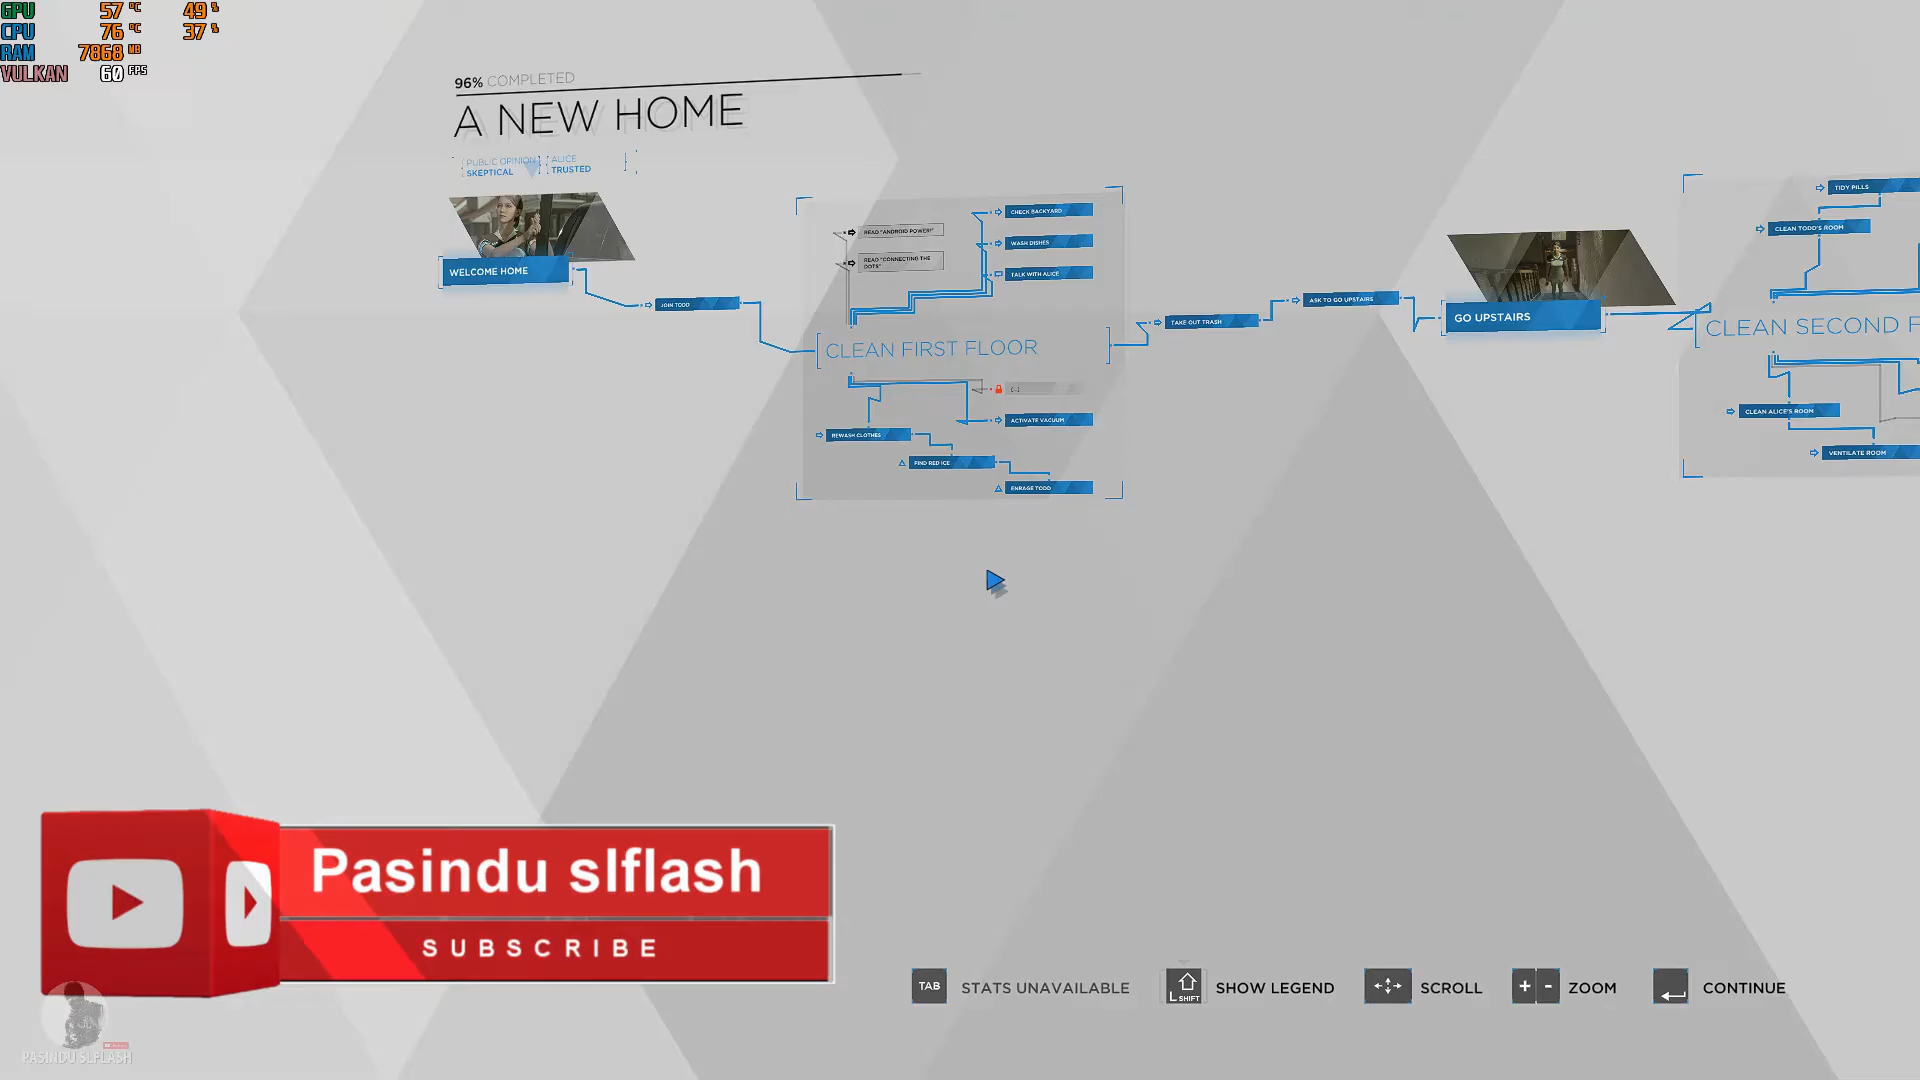 GPU 57 °C 49 %
CPU 76 °C 37 %
RAM 7868 MB
VULKAN 60 FPS
96% COMPLETED
A NEW HOME
PUBLIC OPINION
SKEPTICAL
ALICE
TRUSTED
WELCOME HOME
JOIN TODD
READ "ANDROID POWER!"
READ "CONNECTING THE
DOTS"
CHECK BACKYARD
WASH DISHES
TALK WITH ALICE
CLEAN FIRST FLOOR
[...]
ACTIVATE VACUUM
REWASH CLOTHES
FIND RED ICE
ENRAGE TODD
TAKE OUT TRASH
ASK TO GO UPSTAIRS
GO UPSTAIRS
TIDY PILLS
CLEAN TODD'S ROOM
CLEAN SECOND F
CLEAN ALICE'S ROOM
VENTILATE ROOM
Pasindu slflash
SUBSCRIBE
PASINDU SLFLASH
TAB STATS UNAVAILABLE
L SHIFT SHOW LEGEND
SCROLL
+ - ZOOM
CONTINUE